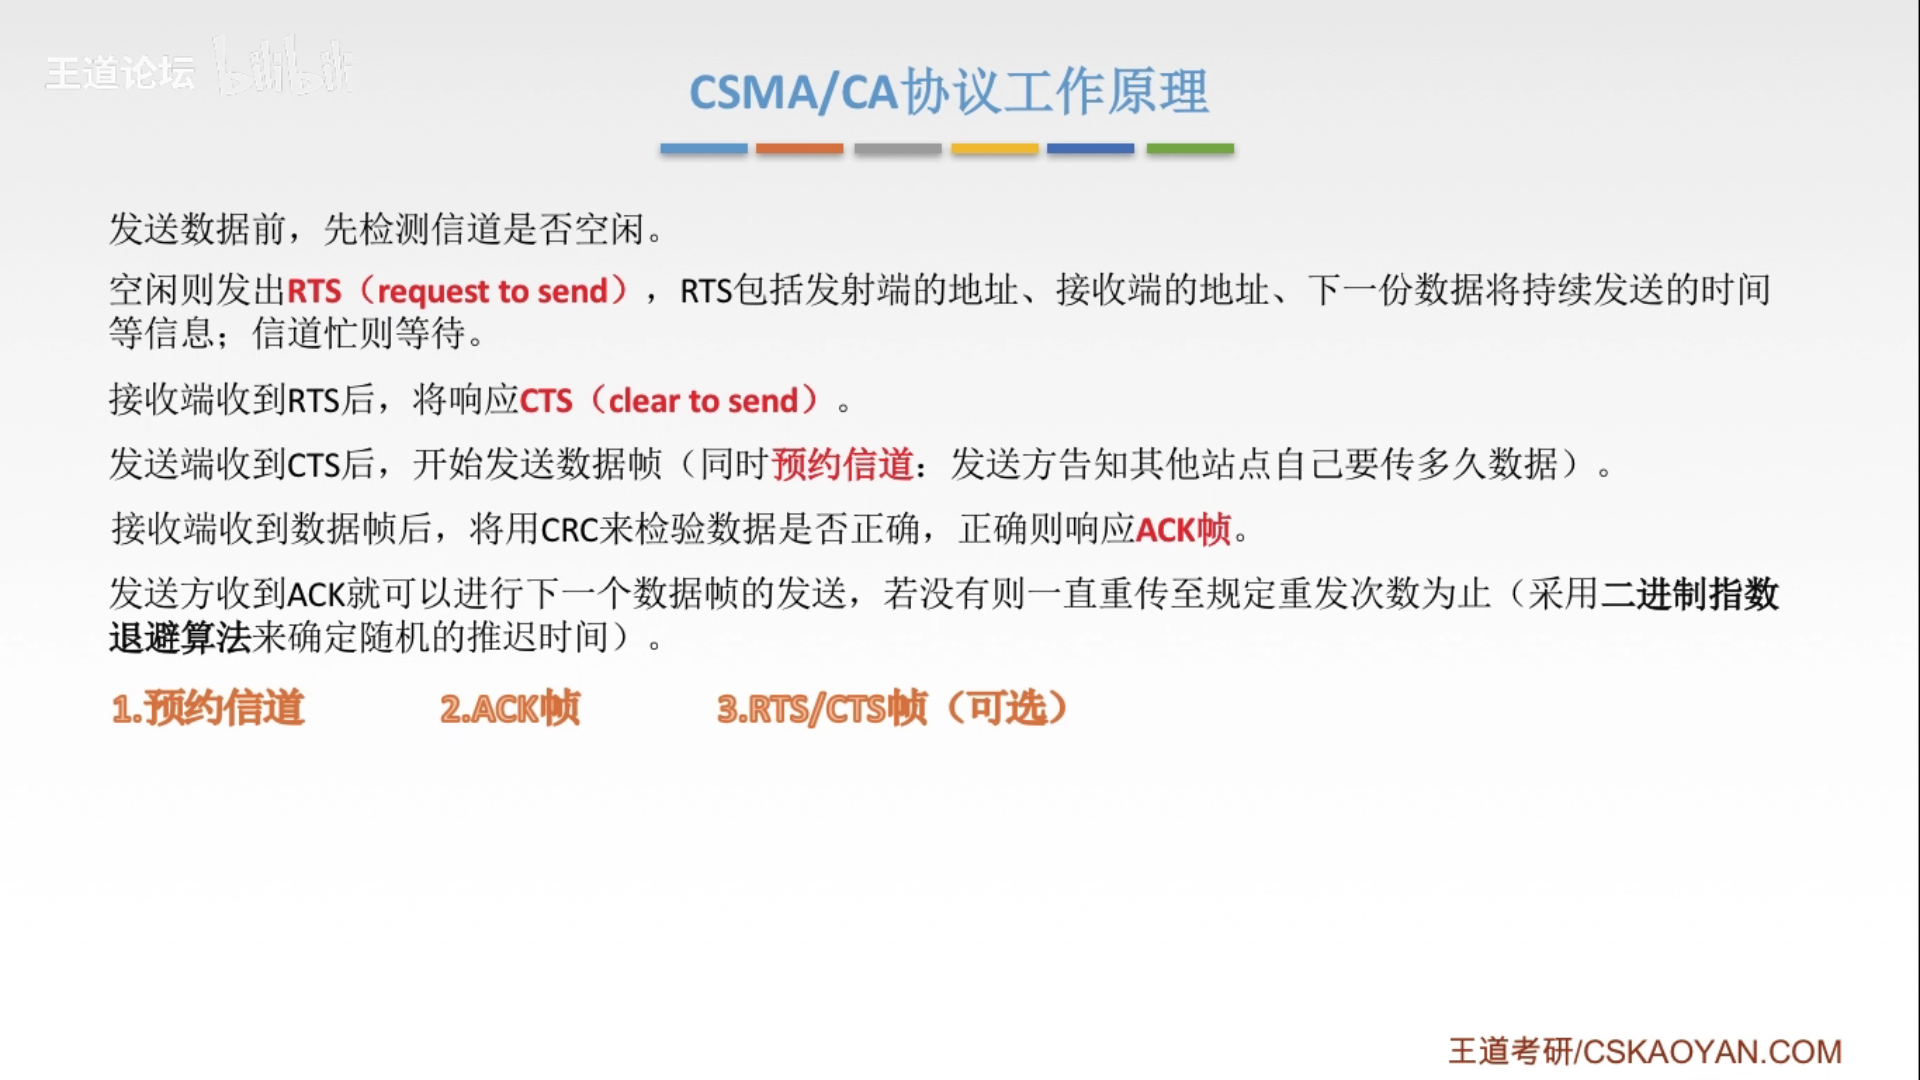 王道论坛 bilibili
CSMA/CA协议工作原理
发送数据前，先检测信道是否空闲。
空闲则发出RTS（request to send），RTS包括发射端的地址、接收端的地址、下一份数据将持续发送的时间
等信息；信道忙则等待。
接收端收到RTS后，将响应CTS（clear to send）。
发送端收到CTS后，开始发送数据帧（同时预约信道：发送方告知其他站点自己要传多久数据）。
接收端收到数据帧后，将用CRC来检验数据是否正确，正确则响应ACK帧。
发送方收到ACK就可以进行下一个数据帧的发送，若没有则一直重传至规定重发次数为止（采用二进制指数
退避算法来确定随机的推迟时间）。
1.预约信道 2.ACK帧 3.RTS/CTS帧（可选）
王道考研/CSKAOYAN.COM